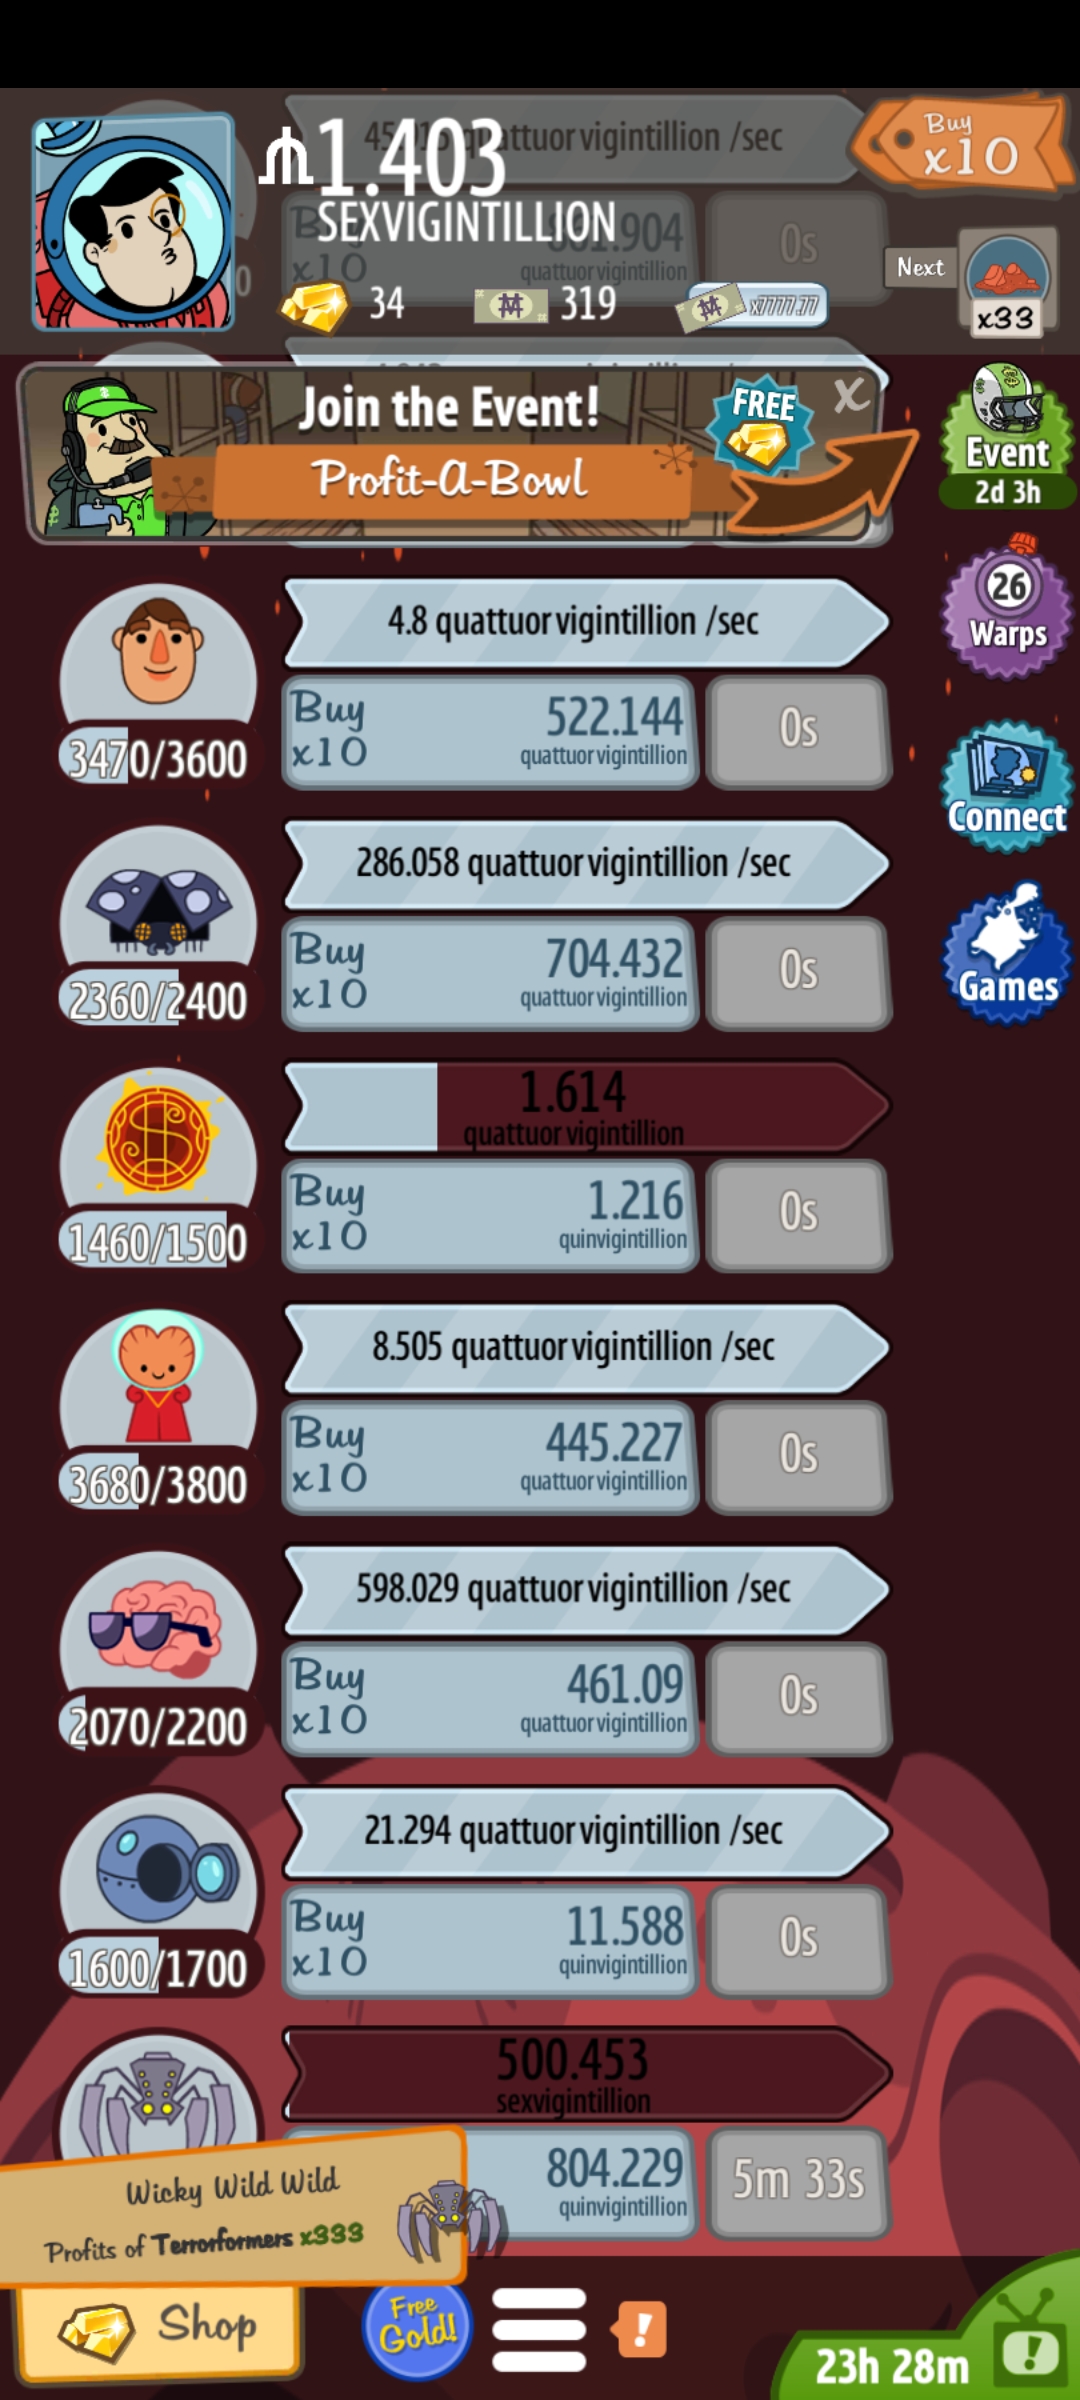 45.915 quattuorvigintillion /sec
₼1.403
SEXVIGINTILLION
Buy
x10
Buy
x10
861.904
quattuorvigintillion
0s
34
319
x7777.77
Next
x33
Join the Event!
Profit-A-Bowl
FREE
X
Event
2d 3h
4.8 quattuorvigintillion /sec
Buy
x10
522.144
quattuorvigintillion
0s
3470/3600
26
Warps
286.058 quattuorvigintillion /sec
Buy
x10
704.432
quattuorvigintillion
0s
2360/2400
Connect
Games
1.614
quattuorvigintillion
Buy
x10
1.216
quinvigintillion
0s
1460/1500
8.505 quattuorvigintillion /sec
Buy
x10
445.227
quattuorvigintillion
0s
3680/3800
598.029 quattuorvigintillion /sec
Buy
x10
461.09
quattuorvigintillion
0s
2070/2200
21.294 quattuorvigintillion /sec
Buy
x10
11.588
quinvigintillion
0s
1600/1700
500.453
sexvigintillion
804.229
quinvigintillion
5m 33s
Wicky Wild Wild
Profits of Terrorformers x333
Shop
Free
Gold!
!
23h 28m
!